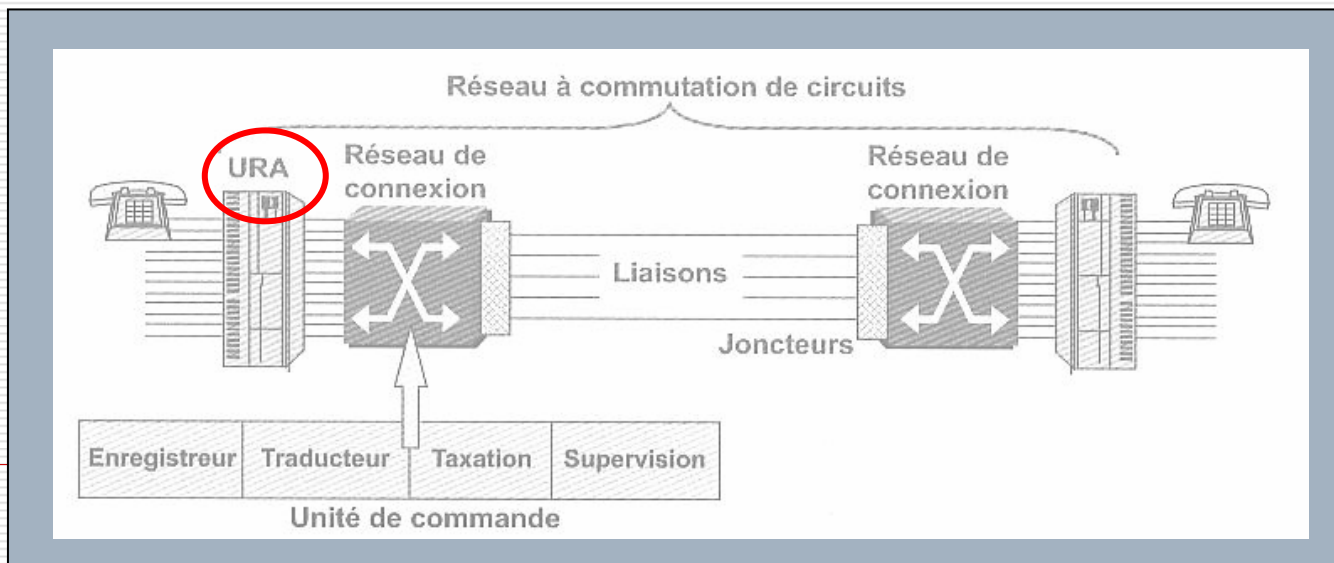 Réseau à commutation de circuits
URA
Réseau de
connexion
Réseau de
connexion
Liaisons
Joncteurs
Enregistreur
Traducteur
Taxation
Supervision
Unité de commande